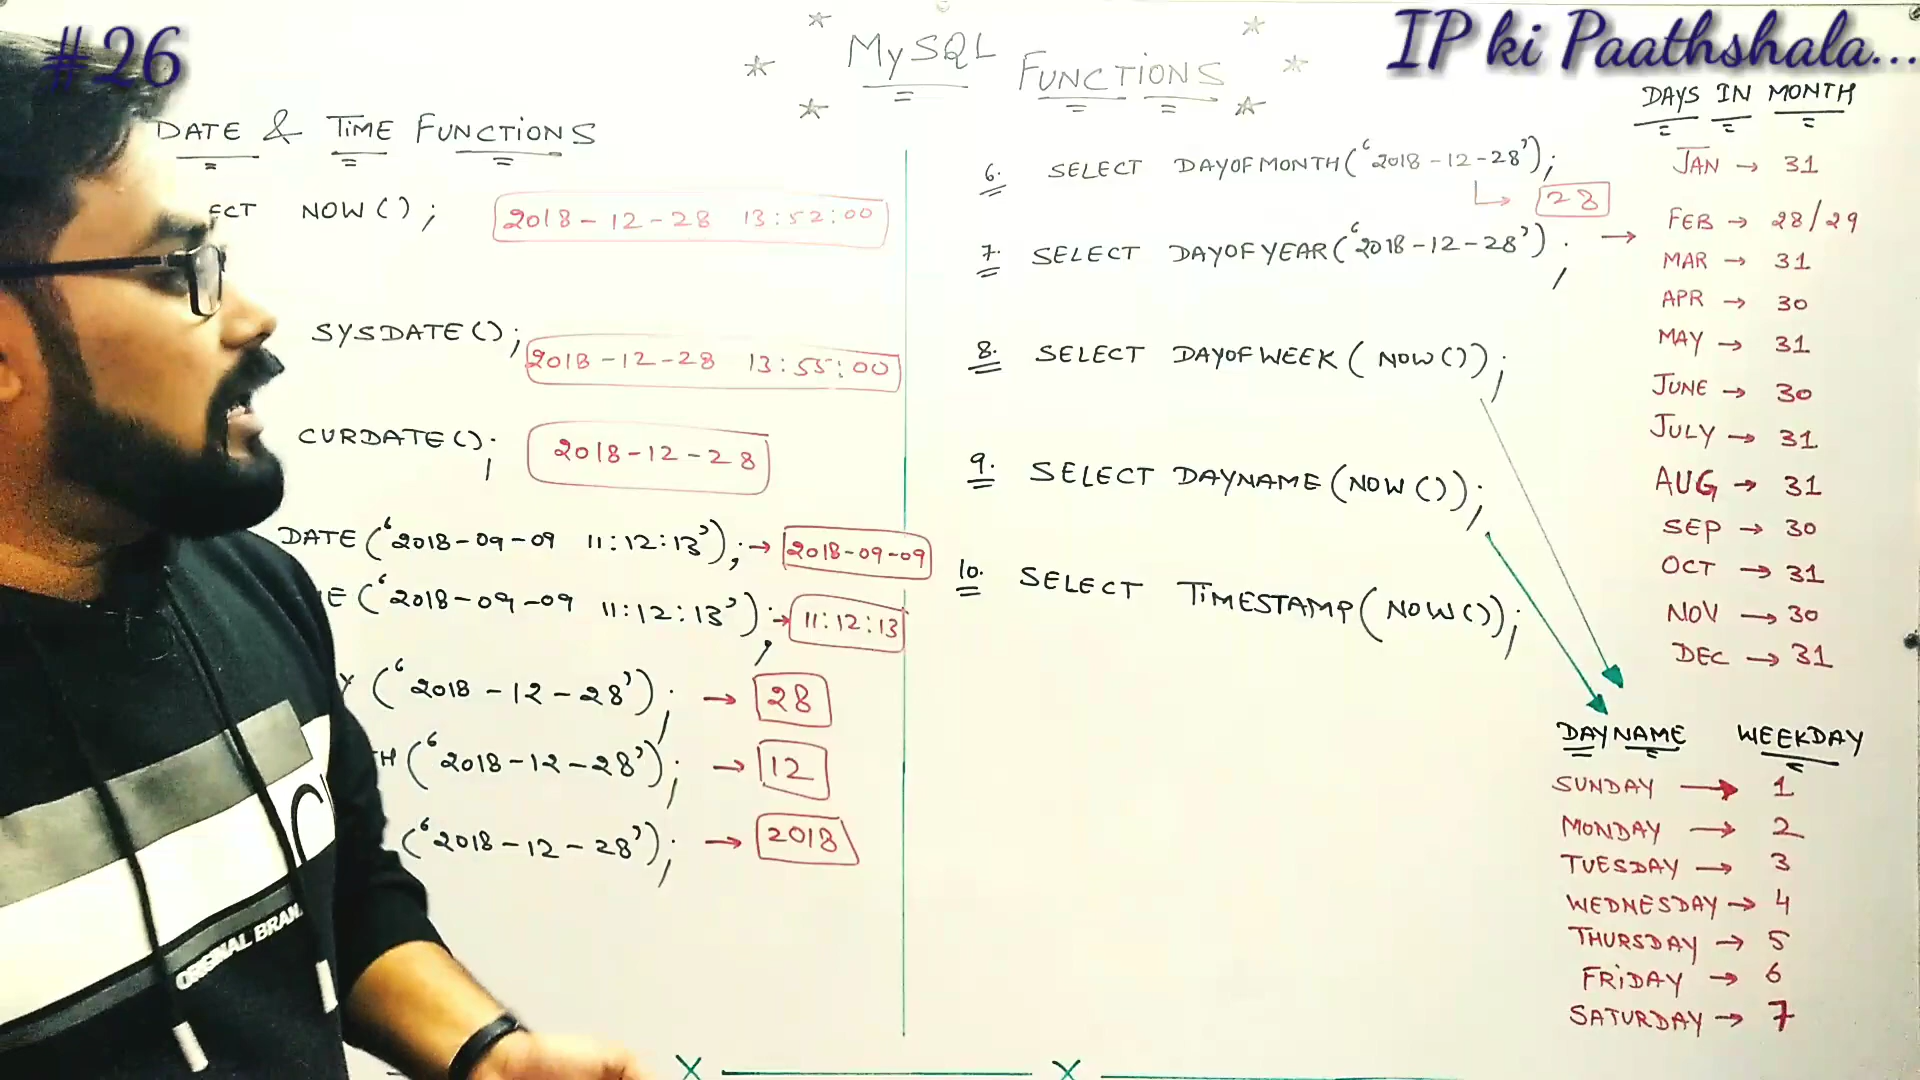 #26
IP ki Paathshala...
MySQL FUNCTIONS
DATE & TIME FUNCTIONS
ECT NOW(); 2018-12-28 13:52:00
SYSDATE(); 2018-12-28 13:55:00
CURDATE(); 2018-12-28
DATE('2018-09-09 11:12:13'); → 2018-09-09
E('2018-09-09 11:12:13'); → 11:12:13
Y('2018-12-28'); → 28
H('2018-12-28'); → 12
('2018-12-28'); → 2018
ORIGINAL BRAN
6. SELECT DAYOFMONTH('2018-12-28');
→ 28
7. SELECT DAYOFYEAR('2018-12-28'); →
8. SELECT DAYOFWEEK(NOW());
9. SELECT DAYNAME(NOW());
10. SELECT TIMESTAMP(NOW());
DAYS IN MONTH
JAN → 31
FEB → 28/29
MAR → 31
APR → 30
MAY → 31
JUNE → 30
JULY → 31
AUG → 31
SEP → 30
OCT → 31
NOV → 30
DEC → 31
DAYNAME WEEKDAY
SUNDAY → 1
MONDAY → 2
TUESDAY → 3
WEDNESDAY → 4
THURSDAY → 5
FRIDAY → 6
SATURDAY → 7
X X